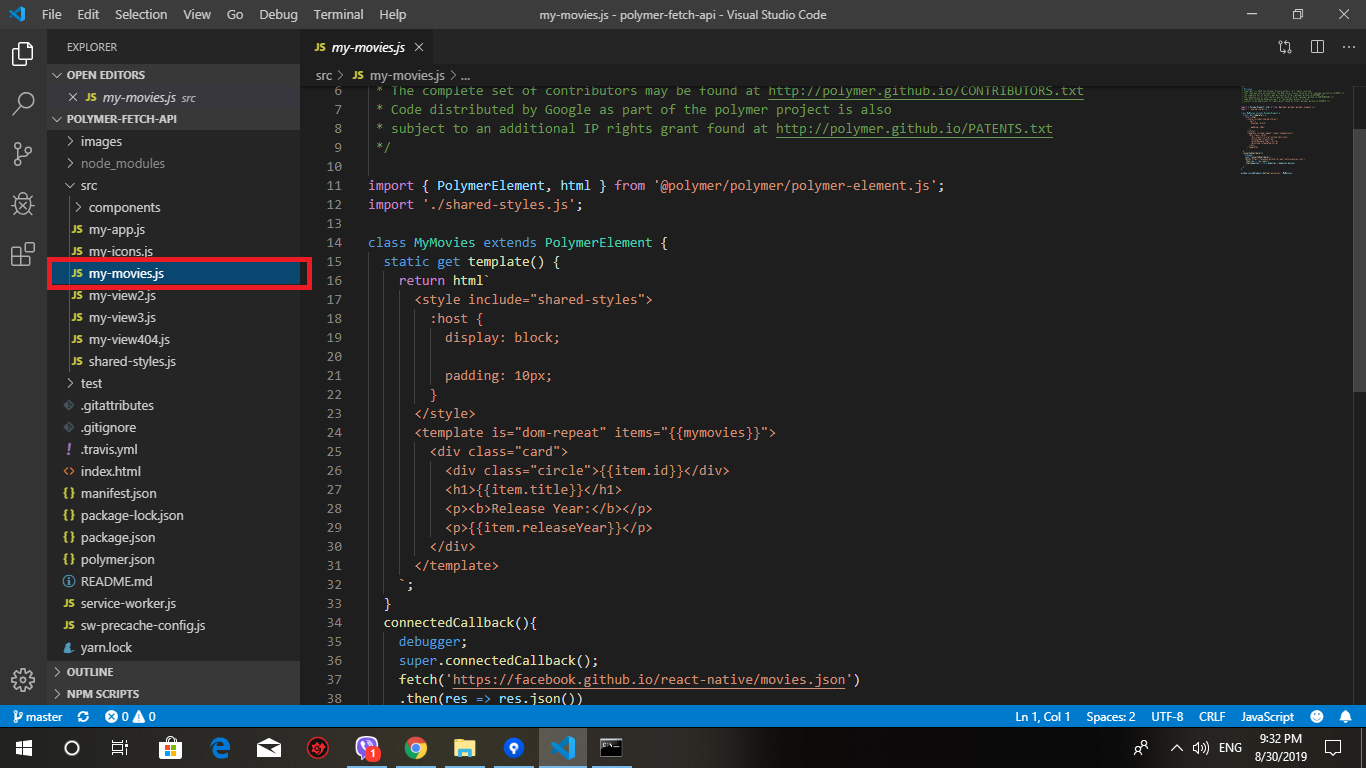 File Edit Selection View Go Debug Terminal Help
my-movies.js - polymer-fetch-api - Visual Studio Code
EXPLORER
OPEN EDITORS
JS my-movies.js src
POLYMER-FETCH-API
images
node_modules
src
components
JS my-app.js
JS my-icons.js
JS my-movies.js
JS my-view2.js
JS my-view3.js
JS my-view404.js
JS shared-styles.js
test
.gitattributes
.gitignore
! .travis.yml
<> index.html
{} manifest.json
{} package-lock.json
{} package.json
{} polymer.json
README.md
JS service-worker.js
JS sw-precache-config.js
yarn.lock
OUTLINE
NPM SCRIPTS
JS my-movies.js
src > JS my-movies.js > ...
6 * The complete set of contributors may be found at http://polymer.github.io/CONTRIBUTORS.txt
7 * Code distributed by Google as part of the polymer project is also
8 * subject to an additional IP rights grant found at http://polymer.github.io/PATENTS.txt
9 */
10
11 import { PolymerElement, html } from '@polymer/polymer/polymer-element.js';
12 import './shared-styles.js';
13
14 class MyMovies extends PolymerElement {
15 static get template() {
16 return html`
17 <style include="shared-styles">
18 :host {
19 display: block;
20
21 padding: 10px;
22 }
23 </style>
24 <template is="dom-repeat" items="{{mymovies}}">
25 <div class="card">
26 <div class="circle">{{item.id}}</div>
27 <h1>{{item.title}}</h1>
28 <p><b>Release Year:</b></p>
29 <p>{{item.releaseYear}}</p>
30 </div>
31 </template>
32 `;
33 }
34 connectedCallback(){
35 debugger;
36 super.connectedCallback();
37 fetch('https://facebook.github.io/react-native/movies.json')
38 .then(res => res.json())
master 0 0
Ln 1, Col 1 Spaces: 2 UTF-8 CRLF JavaScript
1
ENG
9:32 PM
8/30/2019